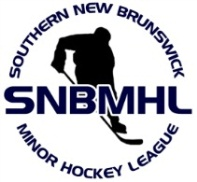 SOUTHERN NEW BRUNSWICK
SNBMHL
MINOR HOCKEY LEAGUE